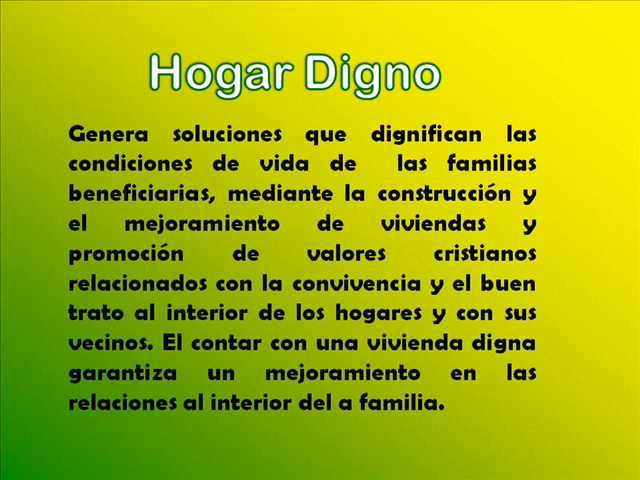 Hogar Digno
Genera soluciones que dignifican las
condiciones de vida de las familias
beneficiarias, mediante la construcción y
el mejoramiento de viviendas y
promoción de valores cristianos
relacionados con la convivencia y el buen
trato al interior de los hogares y con sus
vecinos. El contar con una vivienda digna
garantiza un mejoramiento en las
relaciones al interior del a familia.